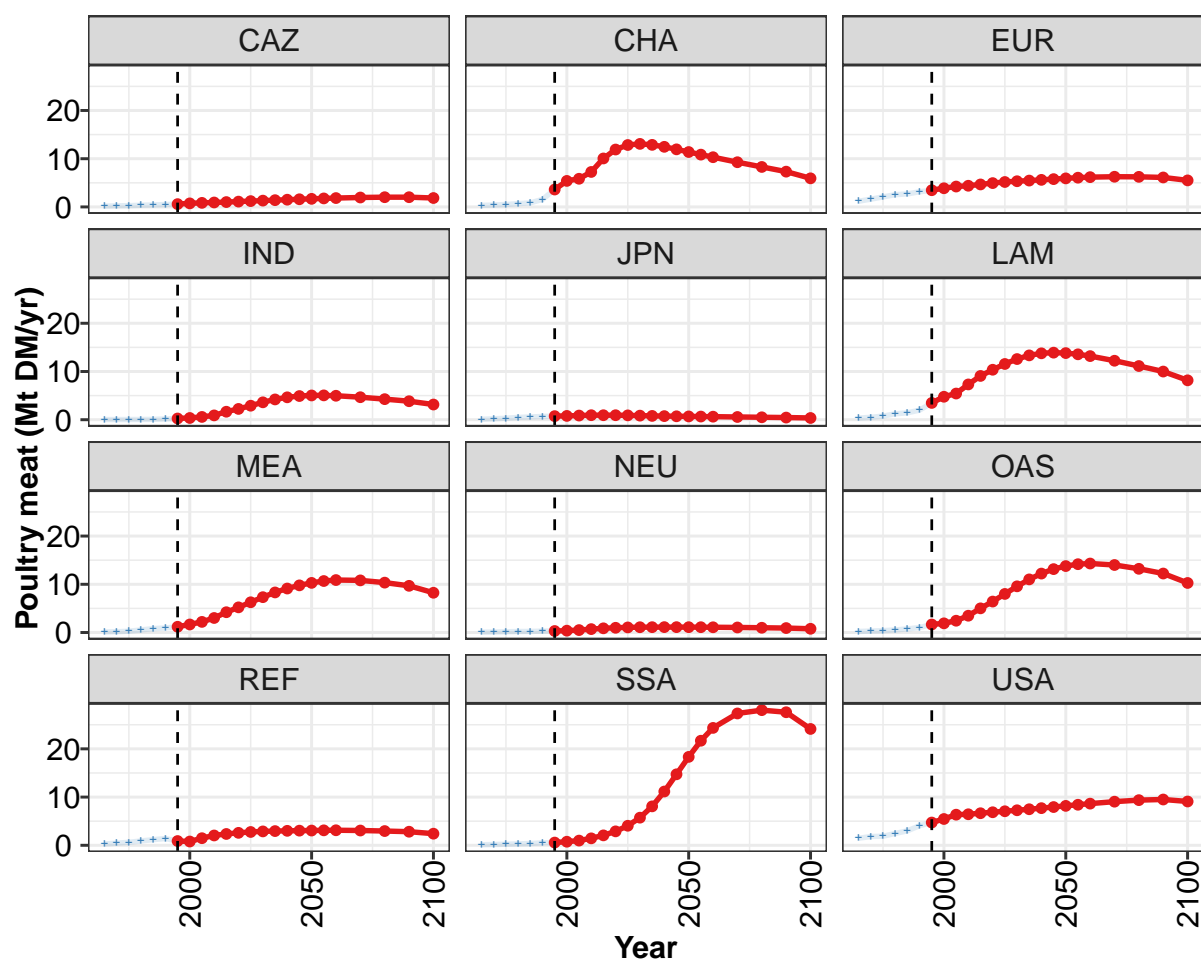 CAZ CHA EUR
20
10
0
IND JPN LAM
20
10
0
MEA NEU OAS
20
10
0
REF SSA USA
20
10
0
2000 2050 2100 2000 2050 2100 2000 2050 2100
Year
Poultry meat (Mt DM/yr)